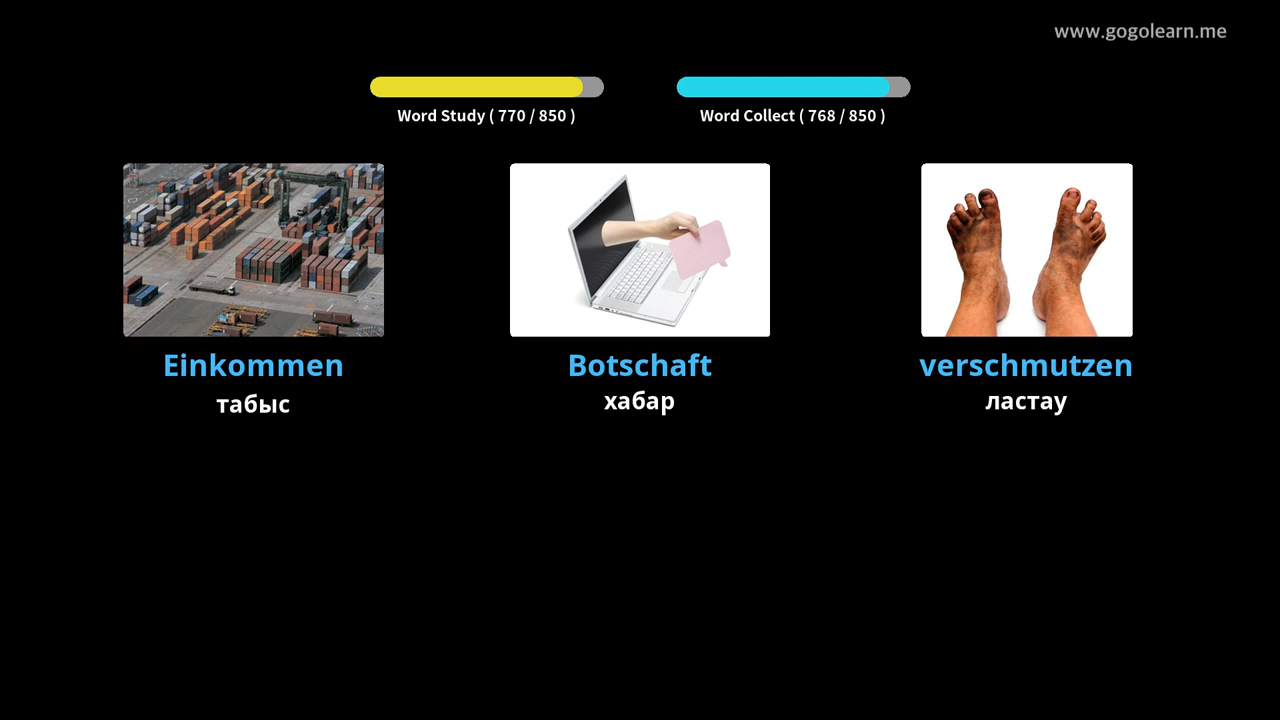 www.gogolearn.me
Word Study ( 770 / 850 )
Word Collect ( 768 / 850 )
Einkommen
табыс
Botschaft
хабар
verschmutzen
ластау